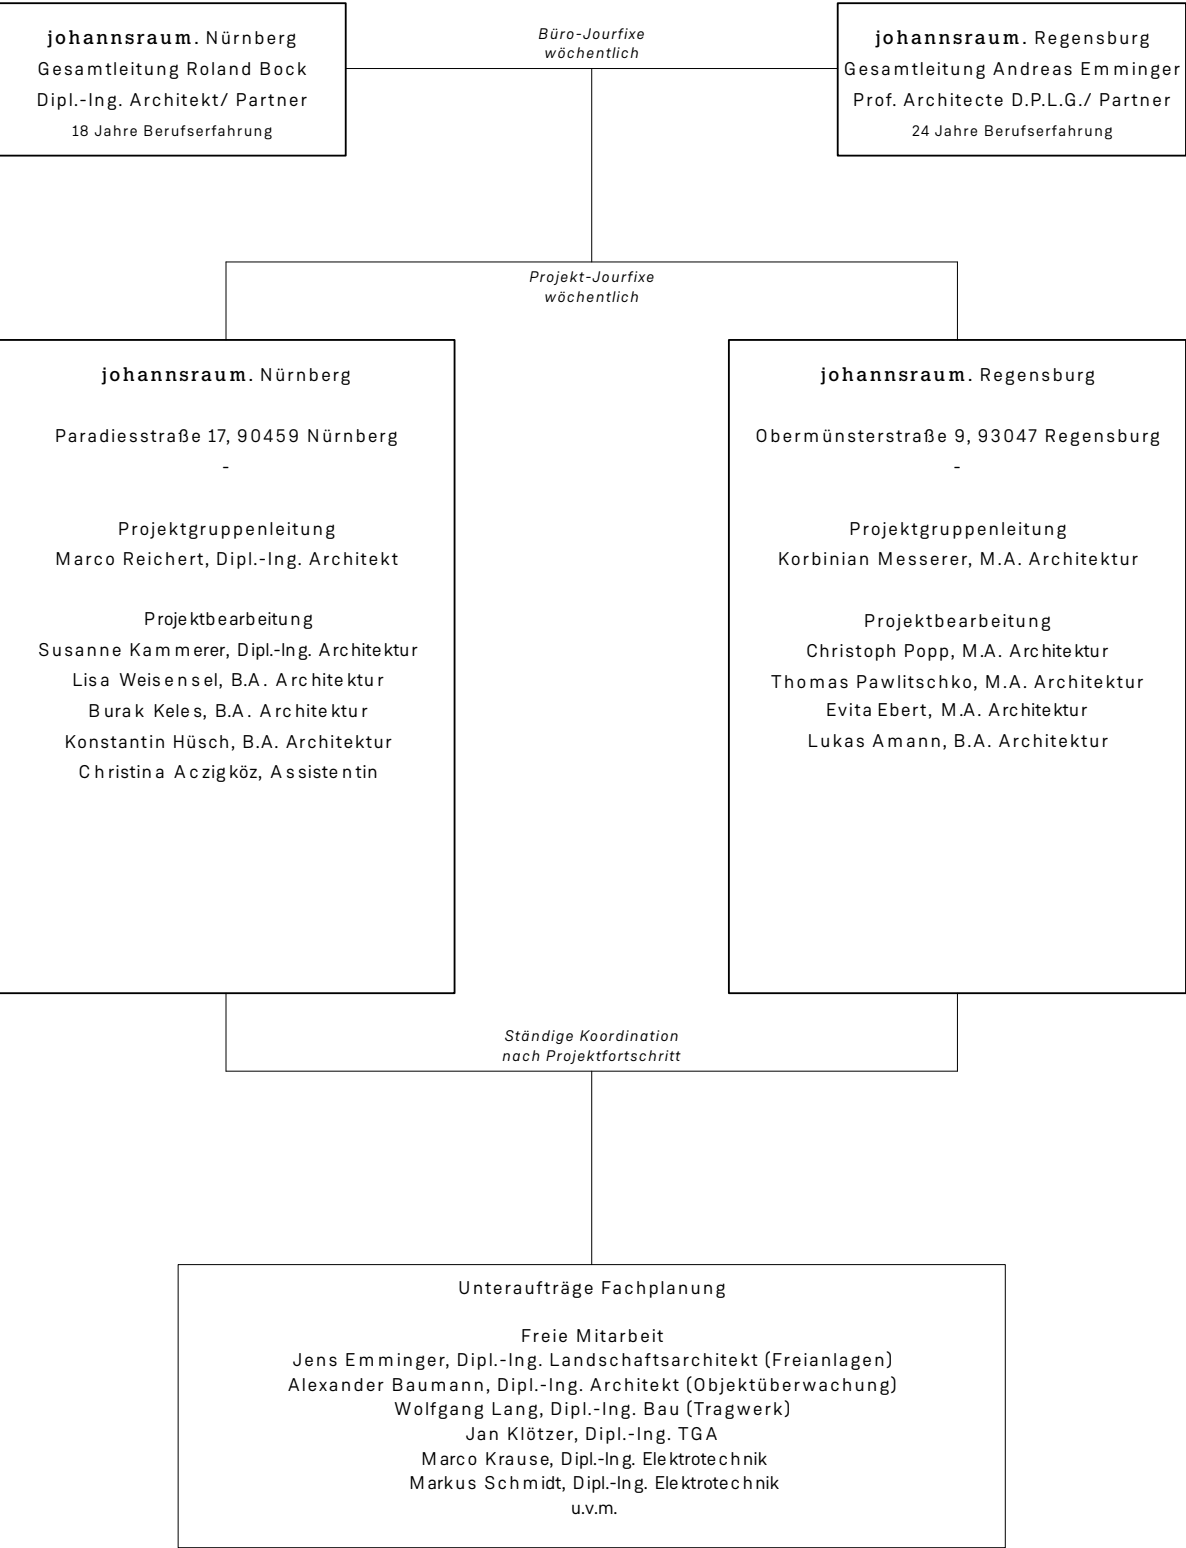 johannsraum. Nürnberg
Gesamtleitung Roland Bock
Dipl.-Ing. Architekt/ Partner
18 Jahre Berufserfahrung
Büro-Jourfixe
wöchentlich
johannsraum. Regensburg
Gesamtleitung Andreas Emminger
Prof. Architecte D.P.L.G./ Partner
24 Jahre Berufserfahrung
Projekt-Jourfixe
wöchentlich
johannsraum. Nürnberg
Paradiesstraße 17, 90459 Nürnberg
-
Projektgruppenleitung
Marco Reichert, Dipl.-Ing. Architekt
Projektbearbeitung
Susanne Kammerer, Dipl.-Ing. Architektur
Lisa Weisensel, B.A. Architektur
Burak Keles, B.A. Architektur
Konstantin Hüsch, B.A. Architektur
Christina Aczigköz, Assistentin
johannsraum. Regensburg
Obermünsterstraße 9, 93047 Regensburg
-
Projektgruppenleitung
Korbinian Messerer, M.A. Architektur
Projektbearbeitung
Christoph Popp, M.A. Architektur
Thomas Pawlitschko, M.A. Architektur
Evita Ebert, M.A. Architektur
Lukas Amann, B.A. Architektur
Ständige Koordination
nach Projektfortschritt
Unteraufträge Fachplanung
Freie Mitarbeit
Jens Emminger, Dipl.-Ing. Landschaftsarchitekt (Freianlagen)
Alexander Baumann, Dipl.-Ing. Architekt (Objektüberwachung)
Wolfgang Lang, Dipl.-Ing. Bau (Tragwerk)
Jan Klötzer, Dipl.-Ing. TGA
Marco Krause, Dipl.-Ing. Elektrotechnik
Markus Schmidt, Dipl.-Ing. Elektrotechnik
u.v.m.